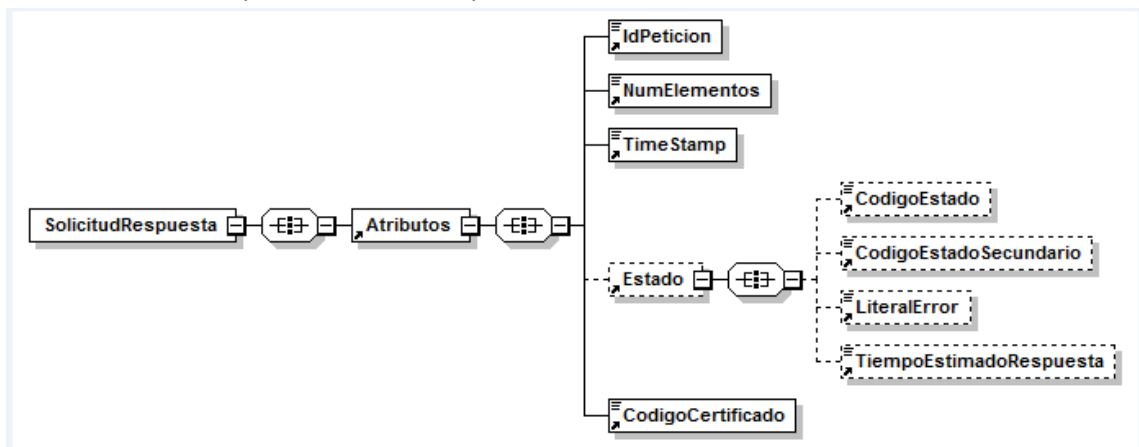 IdPeticion
NumElementos
TimeStamp
SolicitudRespuesta
Atributos
Estado
CodigoEstado
CodigoEstadoSecundario
LiteralError
TiempoEstimadoRespuesta
CodigoCertificado